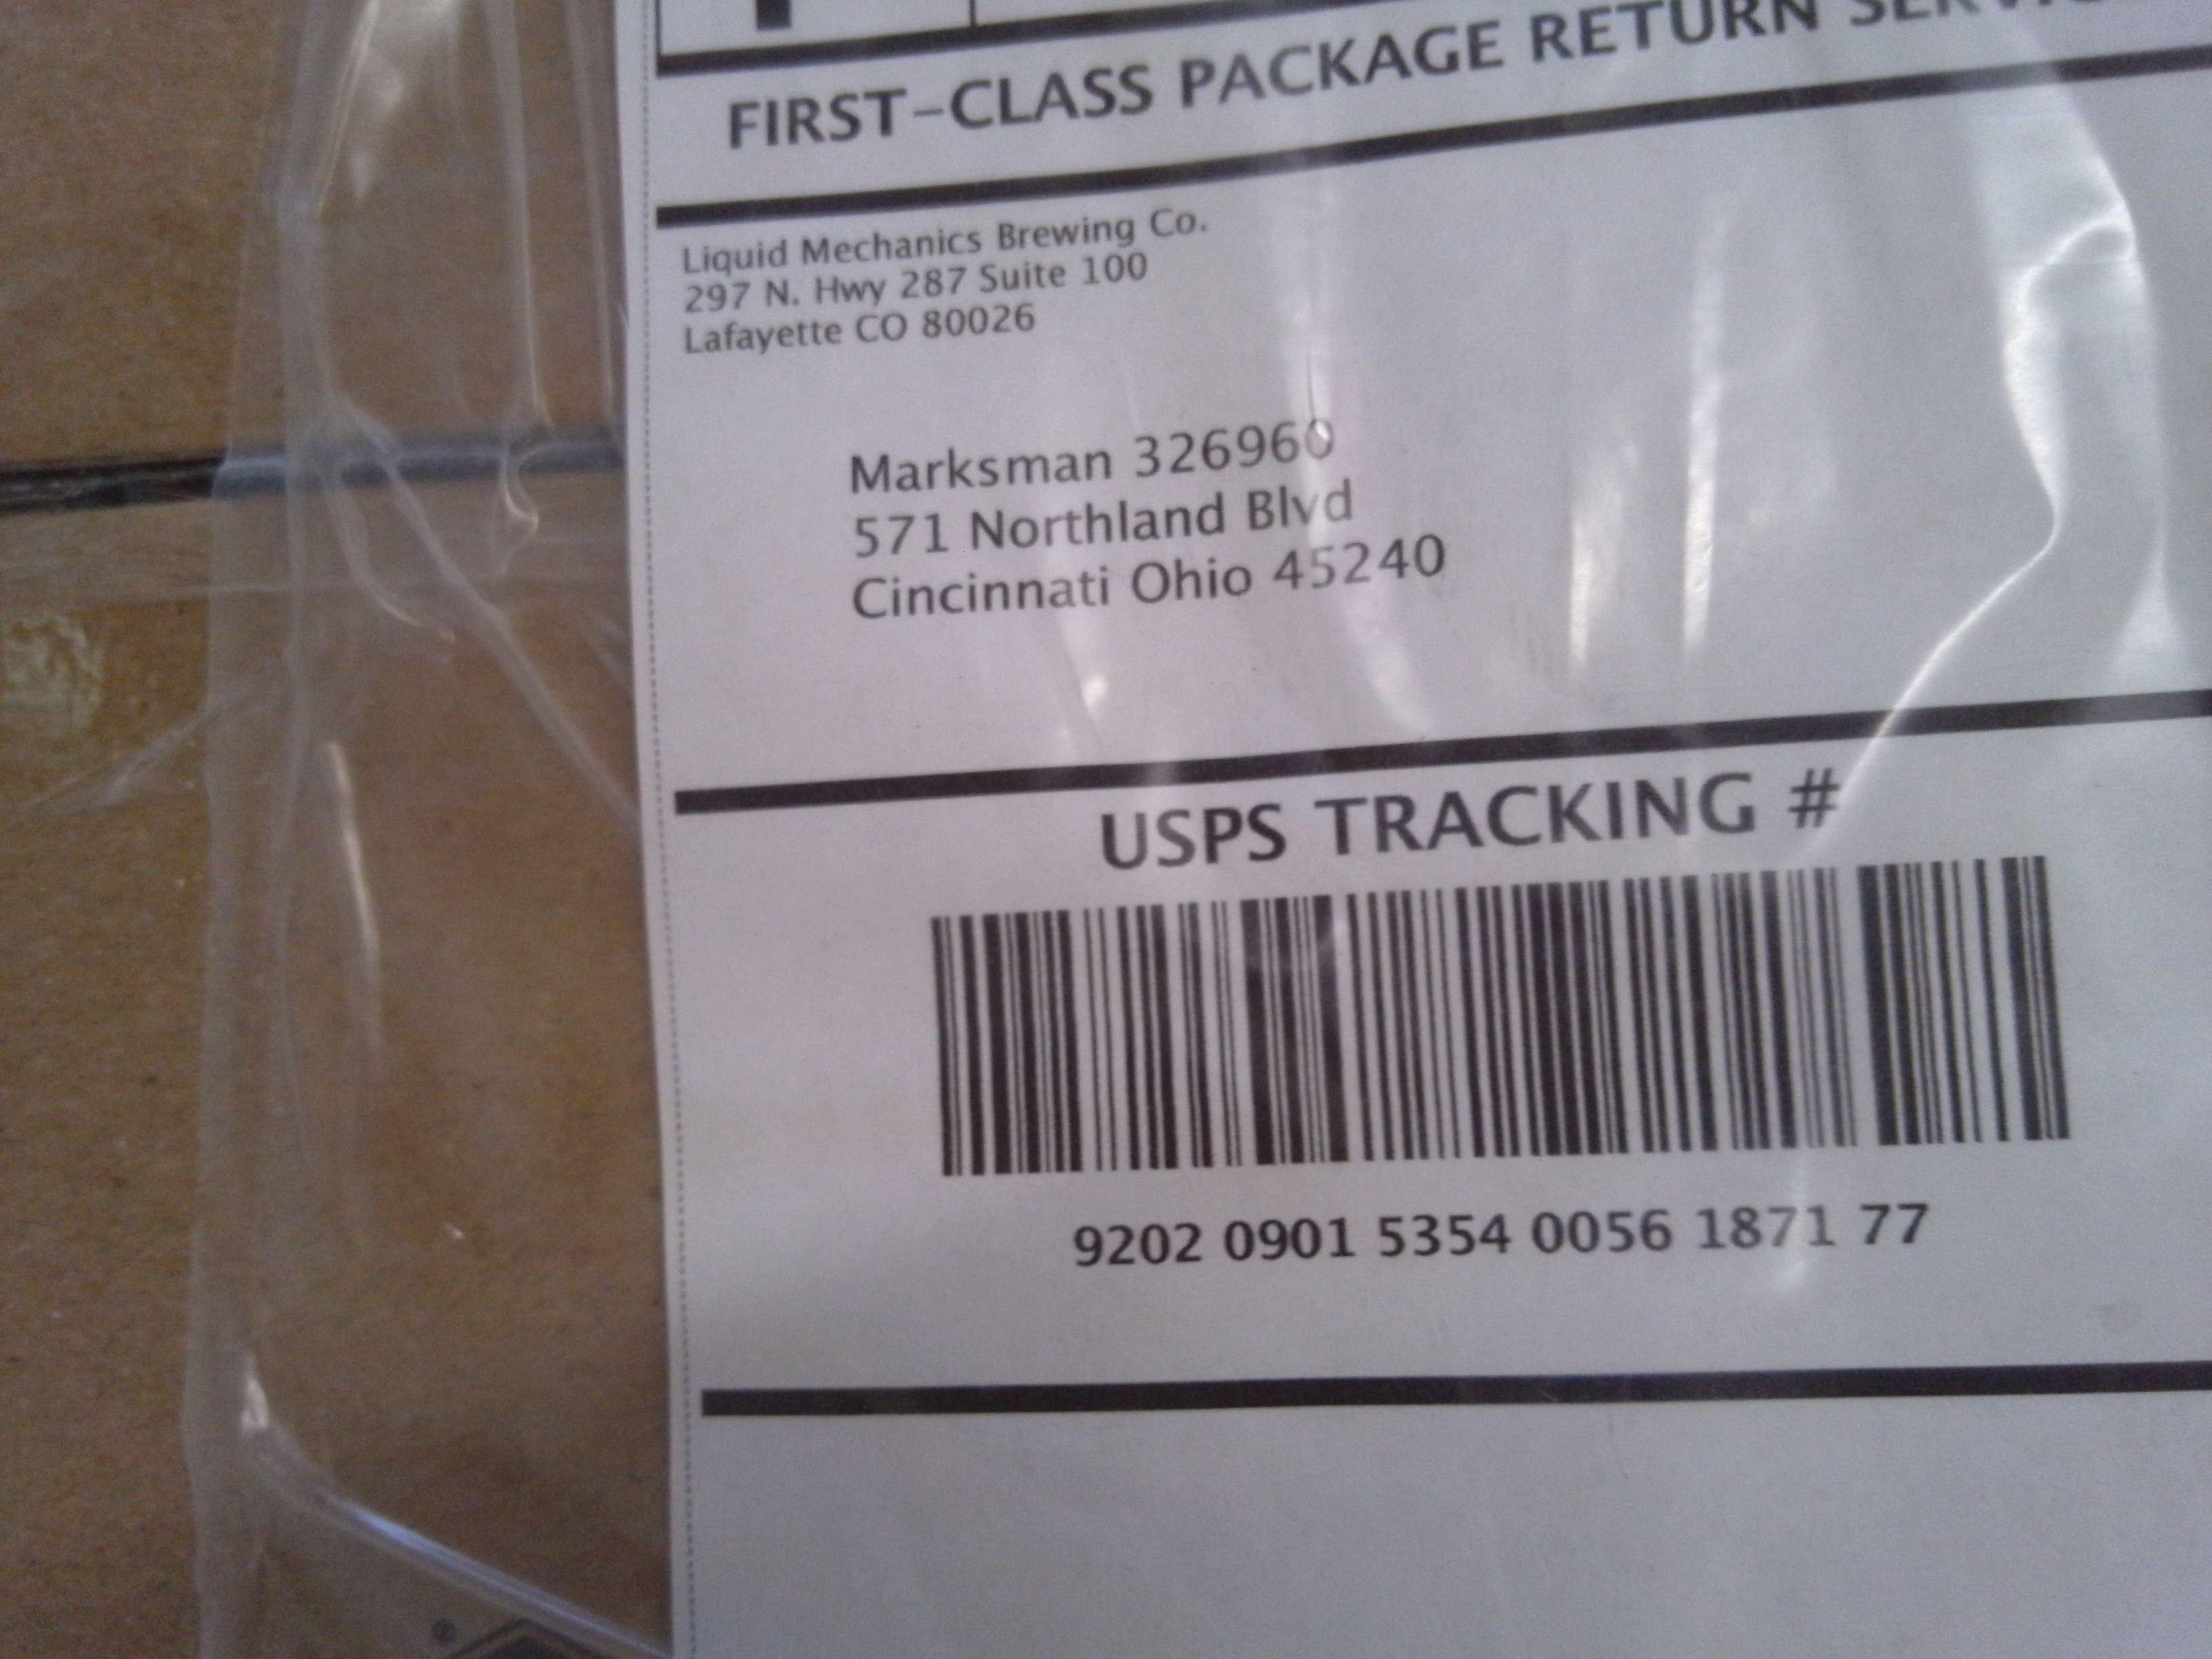 FIRST-CLASS PACKAGE RETURN
Liquid Mechanics Brewing Co.
297 N. Hwy 287 Suite 100
Lafayette CO 80026
Marksman 326960
571 Northland Blvd
Cincinnati Ohio 45240
USPS TRACKING #
9202 0901 5354 0056 1871 77
®